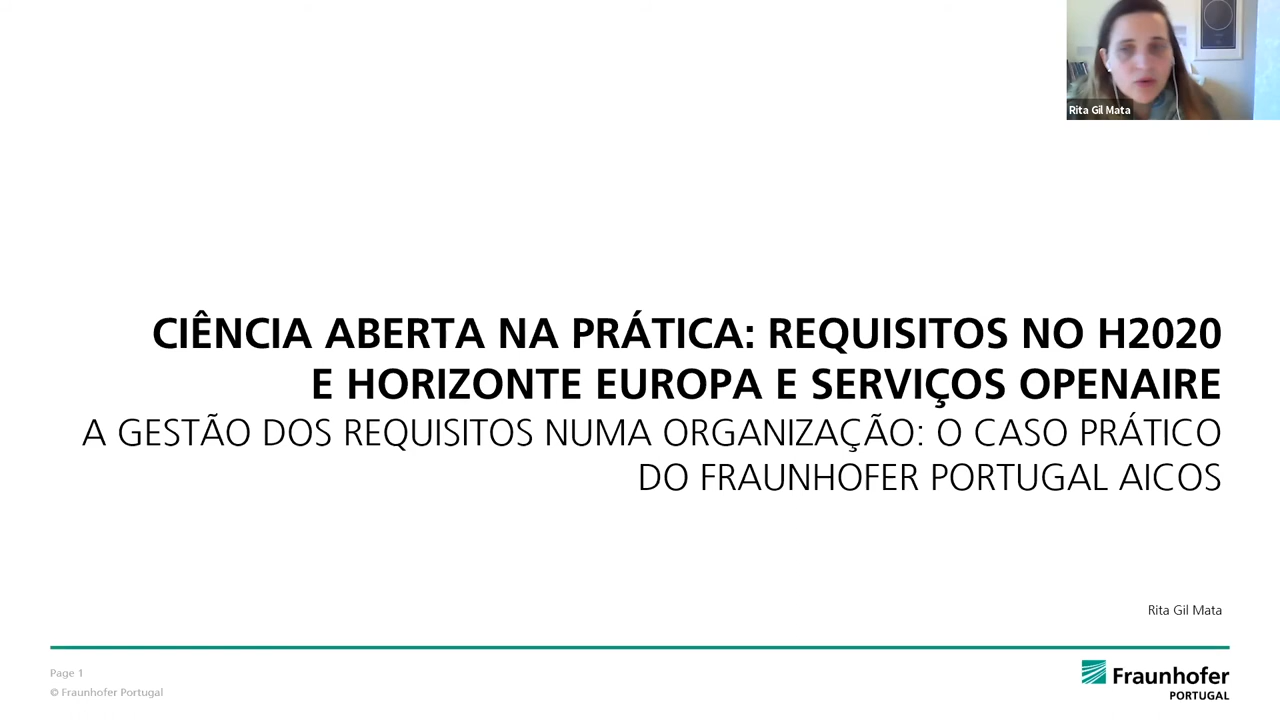 Rita Gil Mata
CIÊNCIA ABERTA NA PRÁTICA: REQUISITOS NO H2020
E HORIZONTE EUROPA E SERVIÇOS OPENAIRE
A GESTÃO DOS REQUISITOS NUMA ORGANIZAÇÃO: O CASO PRÁTICO
DO FRAUNHOFER PORTUGAL AICOS
Rita Gil Mata
Page 1
© Fraunhofer Portugal
Fraunhofer
PORTUGAL